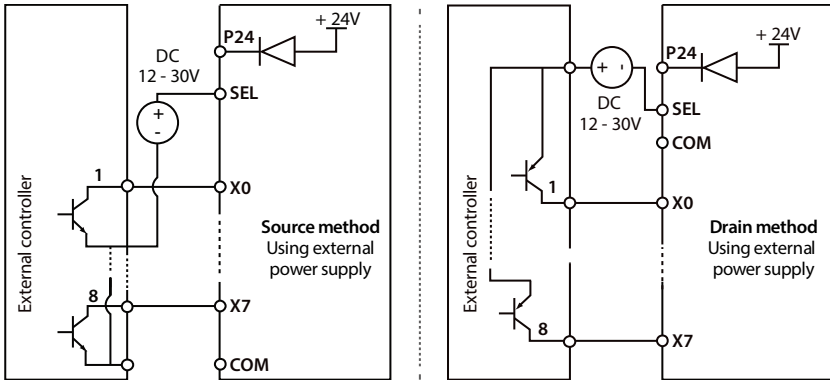 + 24V
P24
DC
12 - 30V
SEL
+
-
1
X0
External controller
Source method
Using external
power supply
8
X7
COM
+ 24V
P24
+ -
DC
12 - 30V
SEL
COM
1
X0
External controller
Drain method
Using external
power supply
8
X7